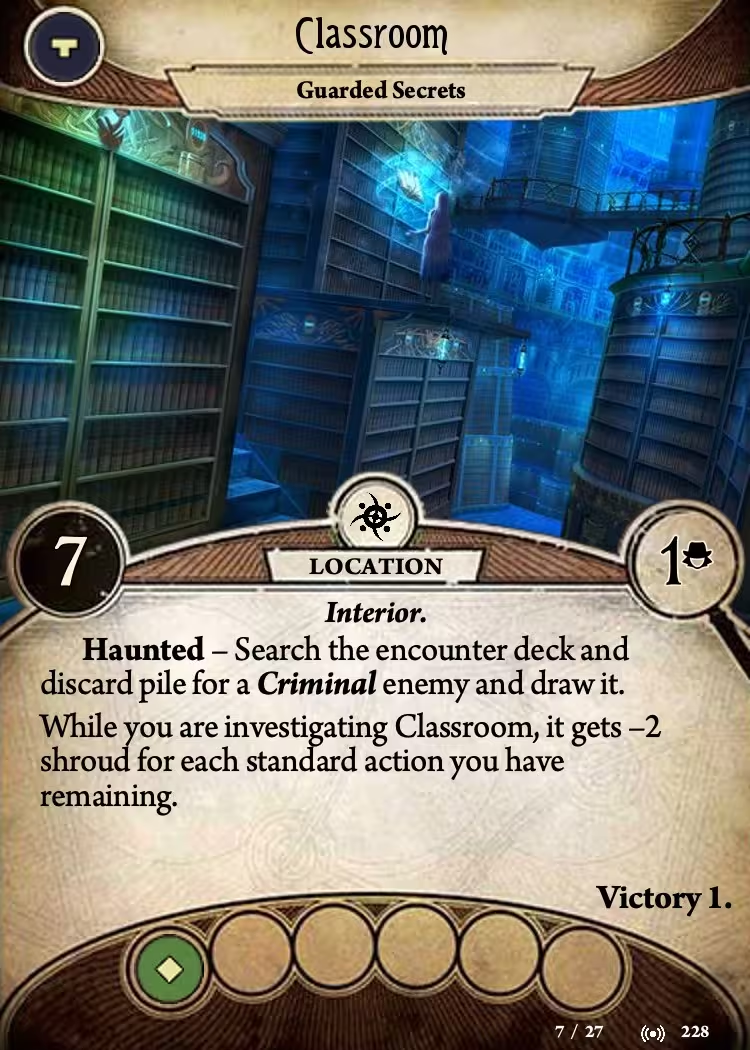 Classroom
Guarded Secrets
7
LOCATION
1
Interior.
Haunted – Search the encounter deck and
discard pile for a Criminal enemy and draw it.
While you are investigating Classroom, it gets –2
shroud for each standard action you have
remaining.
Victory 1.
7 / 27 228